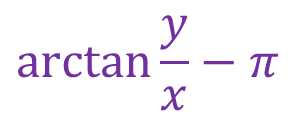 arctan y/x − π